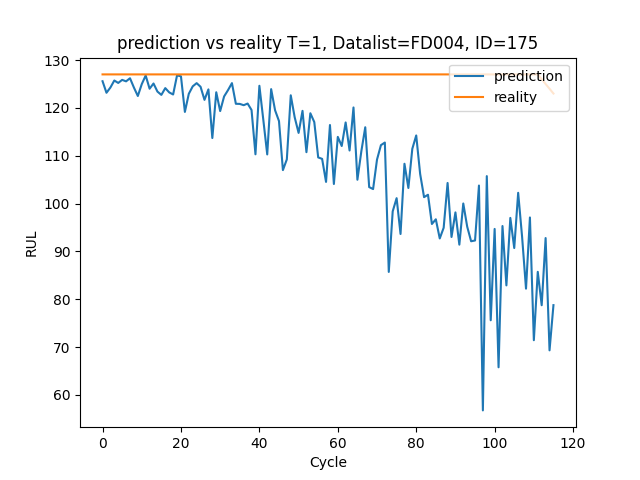 prediction vs reality T=1, Datalist=FD004, ID=175
130
120
110
100
90
80
70
60
RUL
0 20 40 60 80 100 120
Cycle
prediction
reality